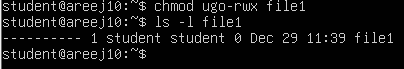 student@areej10:~$ chmod ugo-rwx file1
student@areej10:~$ ls -l file1
---------- 1 student student 0 Dec 29 11:39 file1
student@areej10:~$